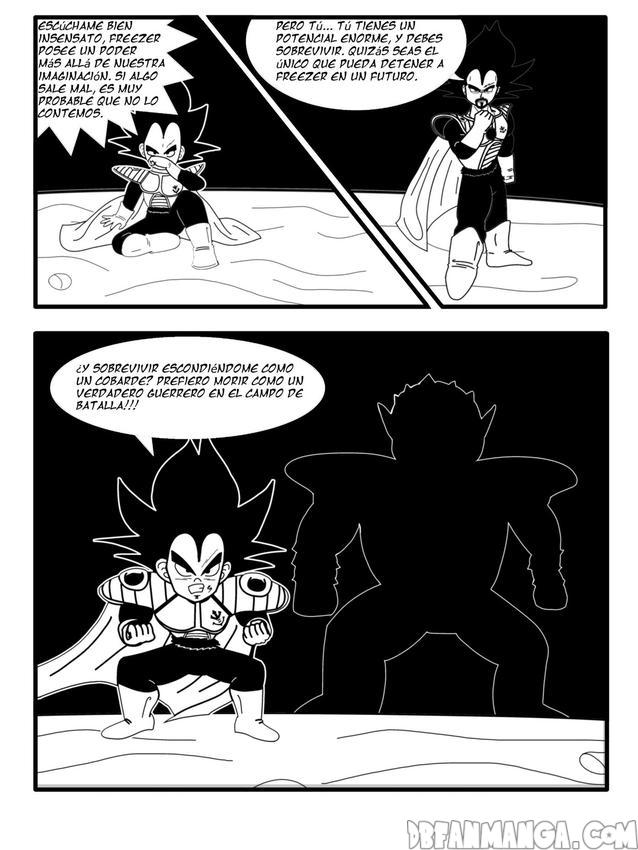 ESCÚCHAME BIEN
INSENSATO, FREEZER
POSEE UN PODER
MÁS ALLÁ DE NUESTRA
IMAGINACIÓN. SI ALGO
SALE MAL, ES MUY
PROBABLE QUE NO LO
CONTEMOS.
PERO TÚ... TÚ TIENES UN
POTENCIAL ENORME, Y DEBES
SOBREVIVIR. QUIZÁS SEAS EL
ÚNICO QUE PUEDA DETENER A
FREEZER EN UN FUTURO.
¿Y SOBREVIVIR ESCONDIÉNDOME COMO
UN COBARDE? PREFIERO MORIR COMO UN
VERDADERO GUERRERO EN EL CAMPO DE
BATALLA!!!
DBFANMANGA.COM